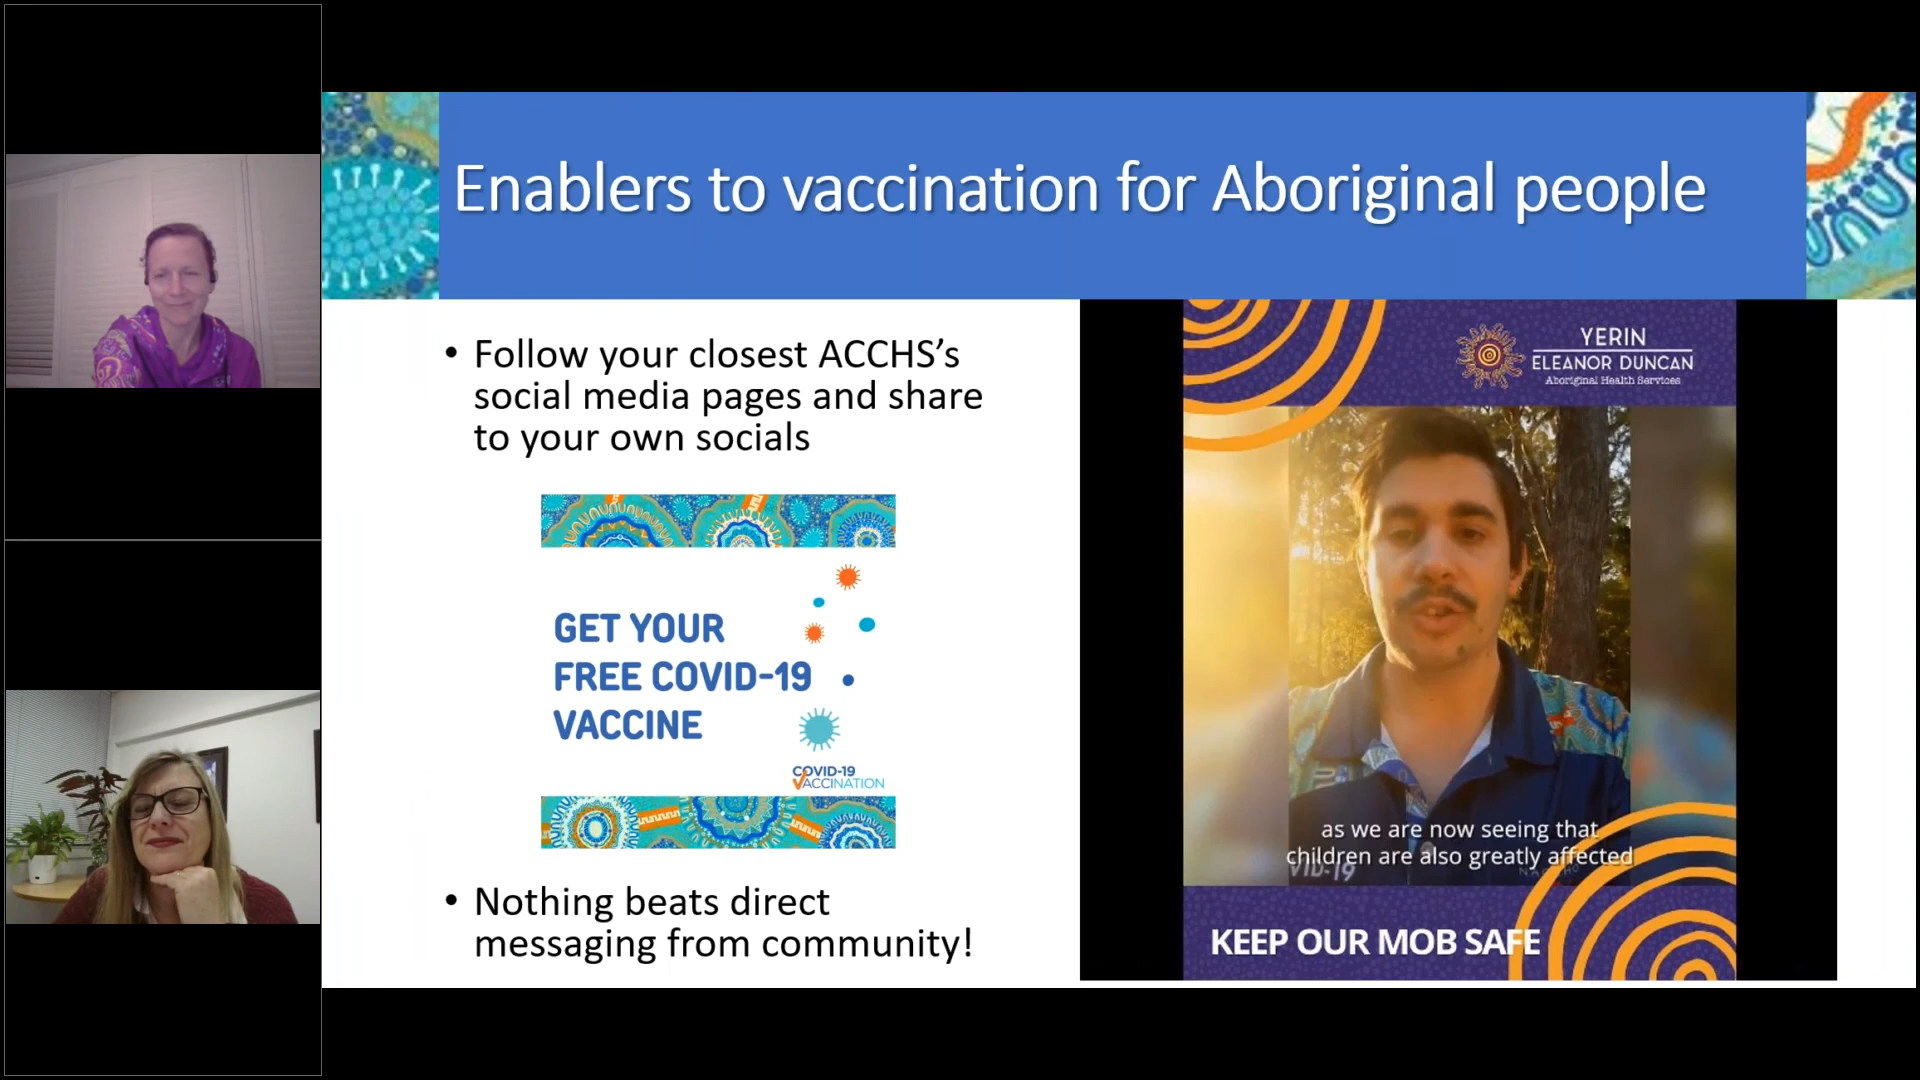 Enablers to vaccination for Aboriginal people
• Follow your closest ACCHS’s
social media pages and share
to your own socials
GET YOUR
FREE COVID-19
VACCINE
COVID-19
VACCINATION
• Nothing beats direct
messaging from community!
YERIN
ELEANOR DUNCAN
Aboriginal Health Services
as we are now seeing that
children are also greatly affected
VID-19
KEEP OUR MOB SAFE